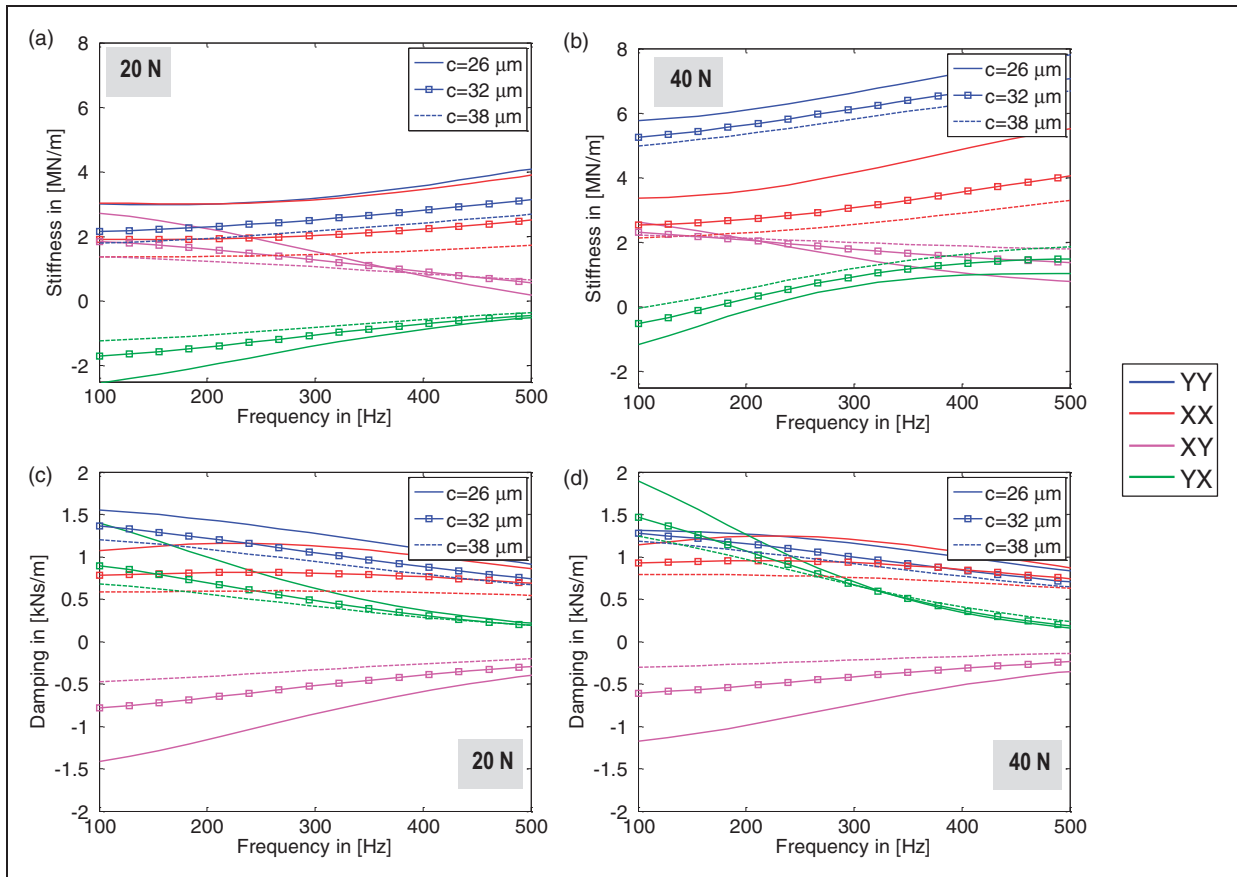 (a)
20 N
c=26 μm
c=32 μm
c=38 μm
8
6
4
2
0
-2
Stiffness in [MN/m]
100
200
300
400
500
Frequency in [Hz]
(b)
40 N
c=26 μm
c=32 μm
c=38 μm
8
6
4
2
0
-2
Stiffness in [MN/m]
100
200
300
400
500
Frequency in [Hz]
YY
XX
XY
YX
(c)
c=26 μm
c=32 μm
c=38 μm
2
1.5
1
0.5
0
-0.5
-1
-1.5
-2
Damping in [kNs/m]
20 N
100
200
300
400
500
Frequency in [Hz]
(d)
c=26 μm
c=32 μm
c=38 μm
2
1.5
1
0.5
0
-0.5
-1
-1.5
-2
Damping in [kNs/m]
40 N
100
200
300
400
500
Frequency in [Hz]